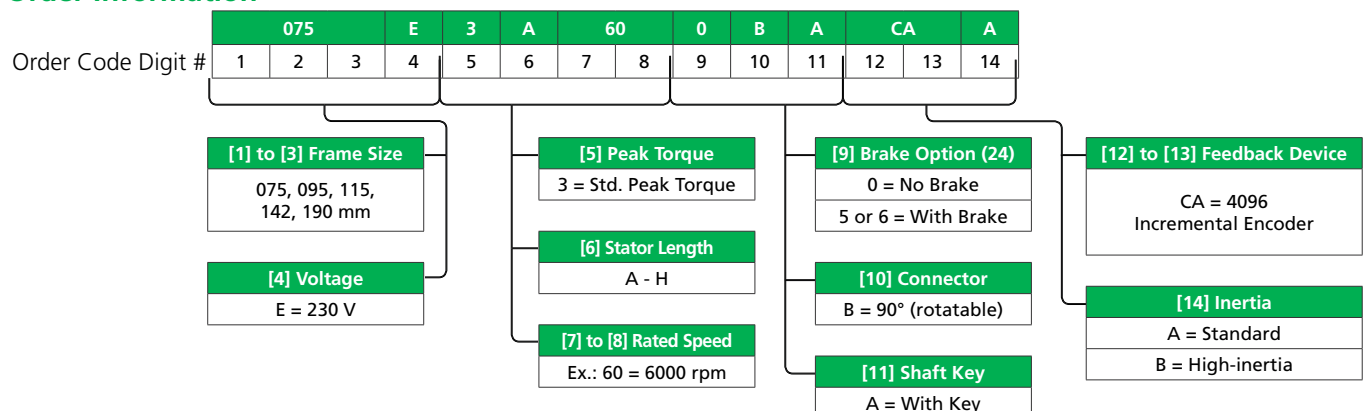 075 E 3 A 60 0 B A CA A
Order Code Digit # 1 2 3 4 5 6 7 8 9 10 11 12 13 14
[1] to [3] Frame Size
075, 095, 115,
142, 190 mm
[4] Voltage
E = 230 V
[5] Peak Torque
3 = Std. Peak Torque
[6] Stator Length
A - H
[7] to [8] Rated Speed
Ex.: 60 = 6000 rpm
[9] Brake Option (24)
0 = No Brake
5 or 6 = With Brake
[10] Connector
B = 90° (rotatable)
[11] Shaft Key
A = With Key
[12] to [13] Feedback Device
CA = 4096
Incremental Encoder
[14] Inertia
A = Standard
B = High-inertia